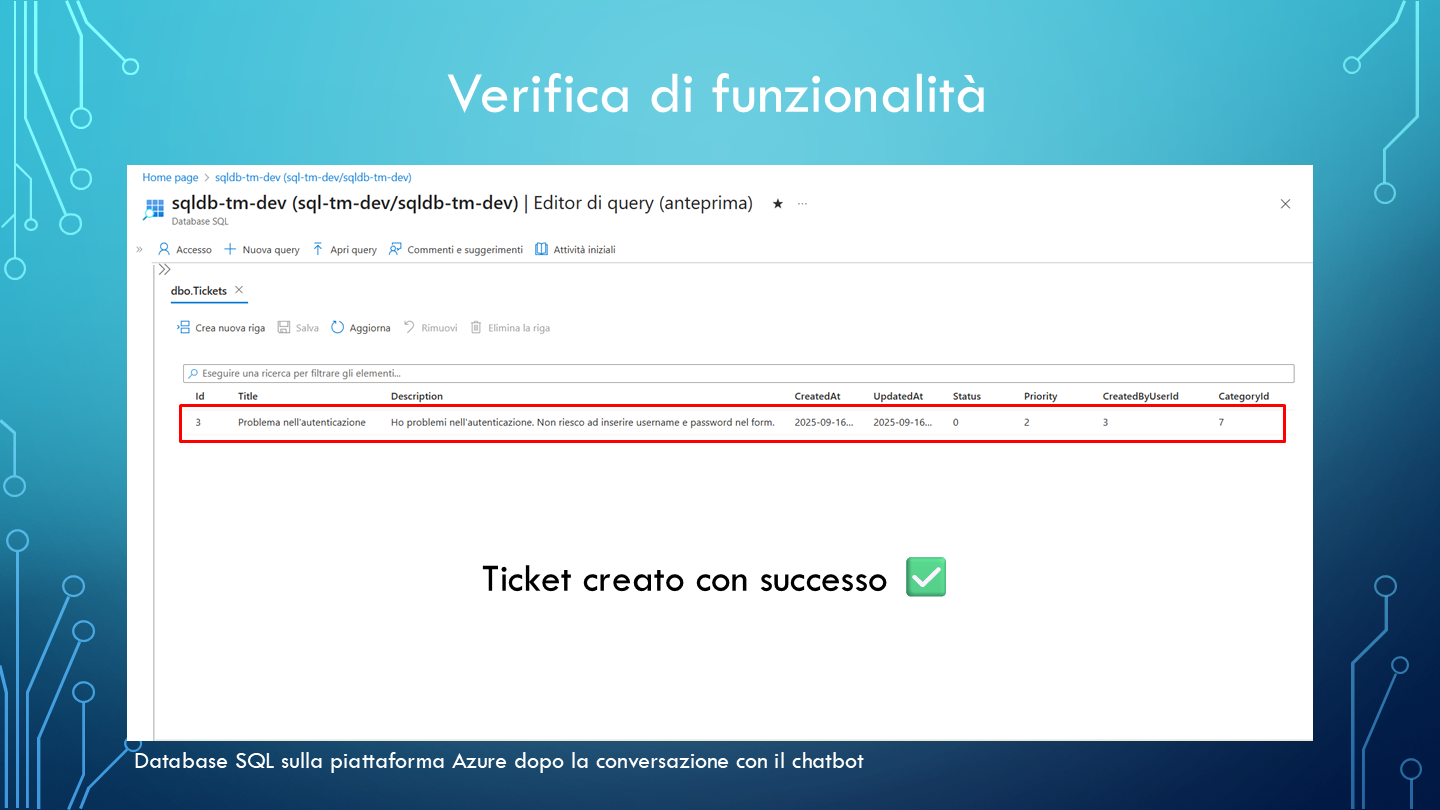 Verifica di funzionalità
Home page > sqldb-tm-dev (sql-tm-dev/sqldb-tm-dev)
sqldb-tm-dev (sql-tm-dev/sqldb-tm-dev) | Editor di query (anteprima) ★ ...
Database SQL
Accesso Nuova query Apri query Commenti e suggerimenti Attività iniziali
dbo.Tickets
Crea nuova riga Salva Aggiorna Rimuovi Elimina la riga
Eseguire una ricerca per filtrare gli elementi...
Id Title Description CreatedAt UpdatedAt Status Priority CreatedByUserId CategoryId
3 Problema nell'autenticazione Ho problemi nell'autenticazione. Non riesco ad inserire username e password nel form. 2025-09-16... 2025-09-16... 0 2 3 7
Ticket creato con successo ✅
Database SQL sulla piattaforma Azure dopo la conversazione con il chatbot